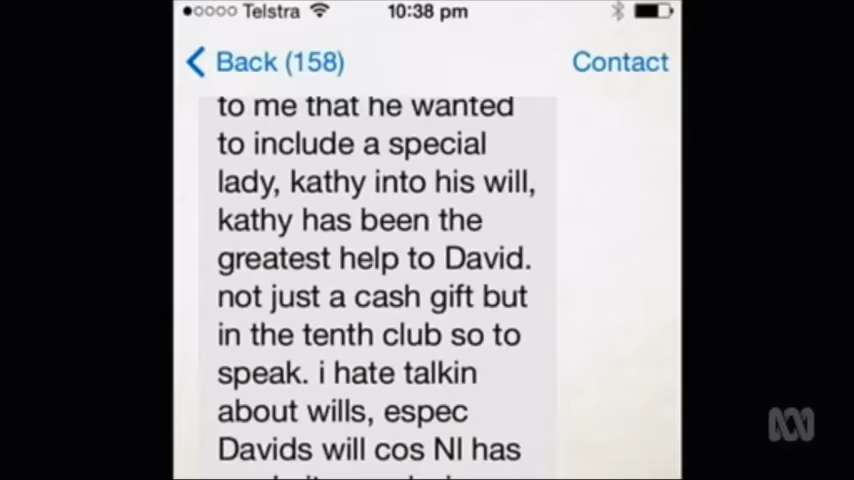 Telstra 10:38 pm
Back (158) Contact
to me that he wanted
to include a special
lady, kathy into his will,
kathy has been the
greatest help to David.
not just a cash gift but
in the tenth club so to
speak. i hate talkin
about wills, espec
Davids will cos NI has